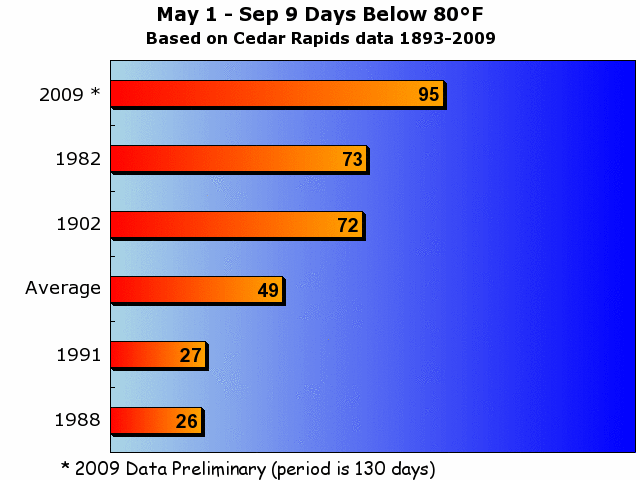 May 1 - Sep 9 Days Below 80°F
Based on Cedar Rapids data 1893-2009
2009 * 95
1982 73
1902 72
Average 49
1991 27
1988 26
* 2009 Data Preliminary (period is 130 days)